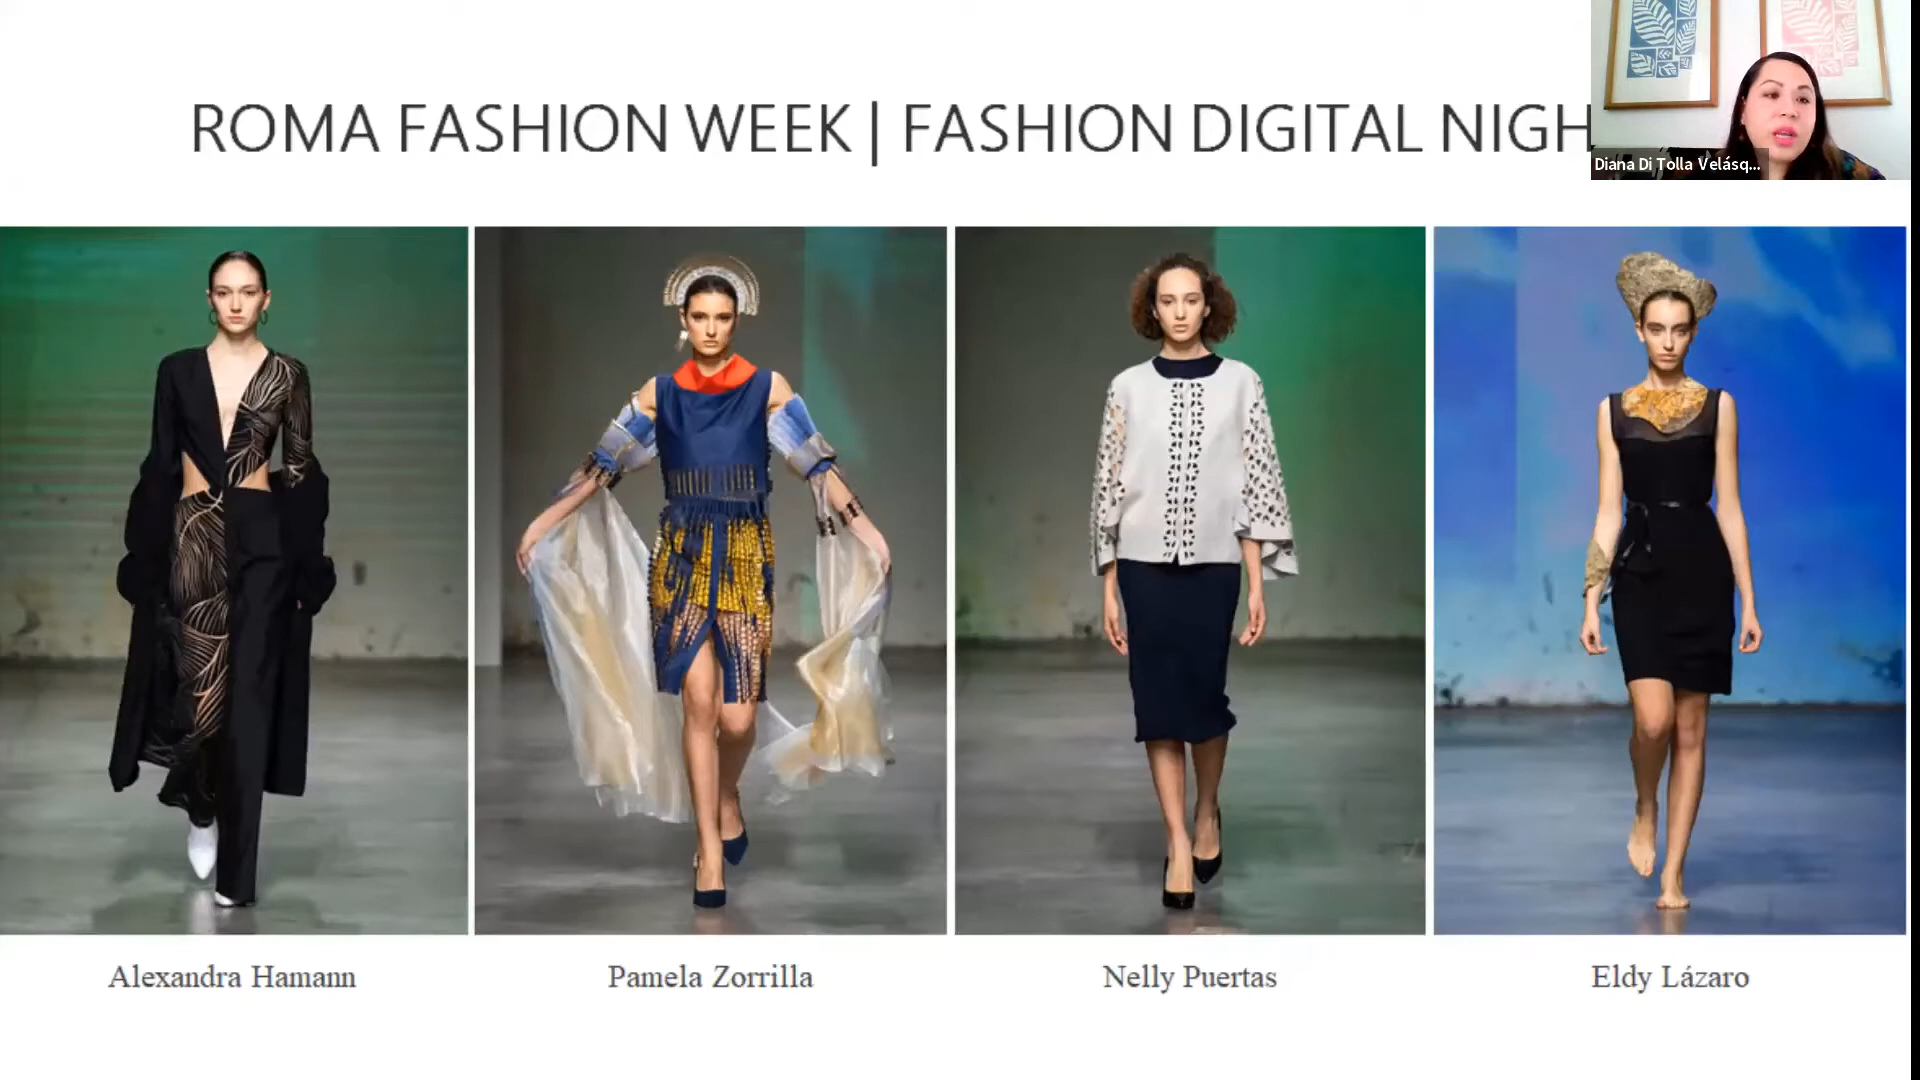 ROMA FASHION WEEK | FASHION DIGITAL NIGH
Diana Di Tolla Velásq...
Alexandra Hamann
Pamela Zorrilla
Nelly Puertas
Eldy Lázaro